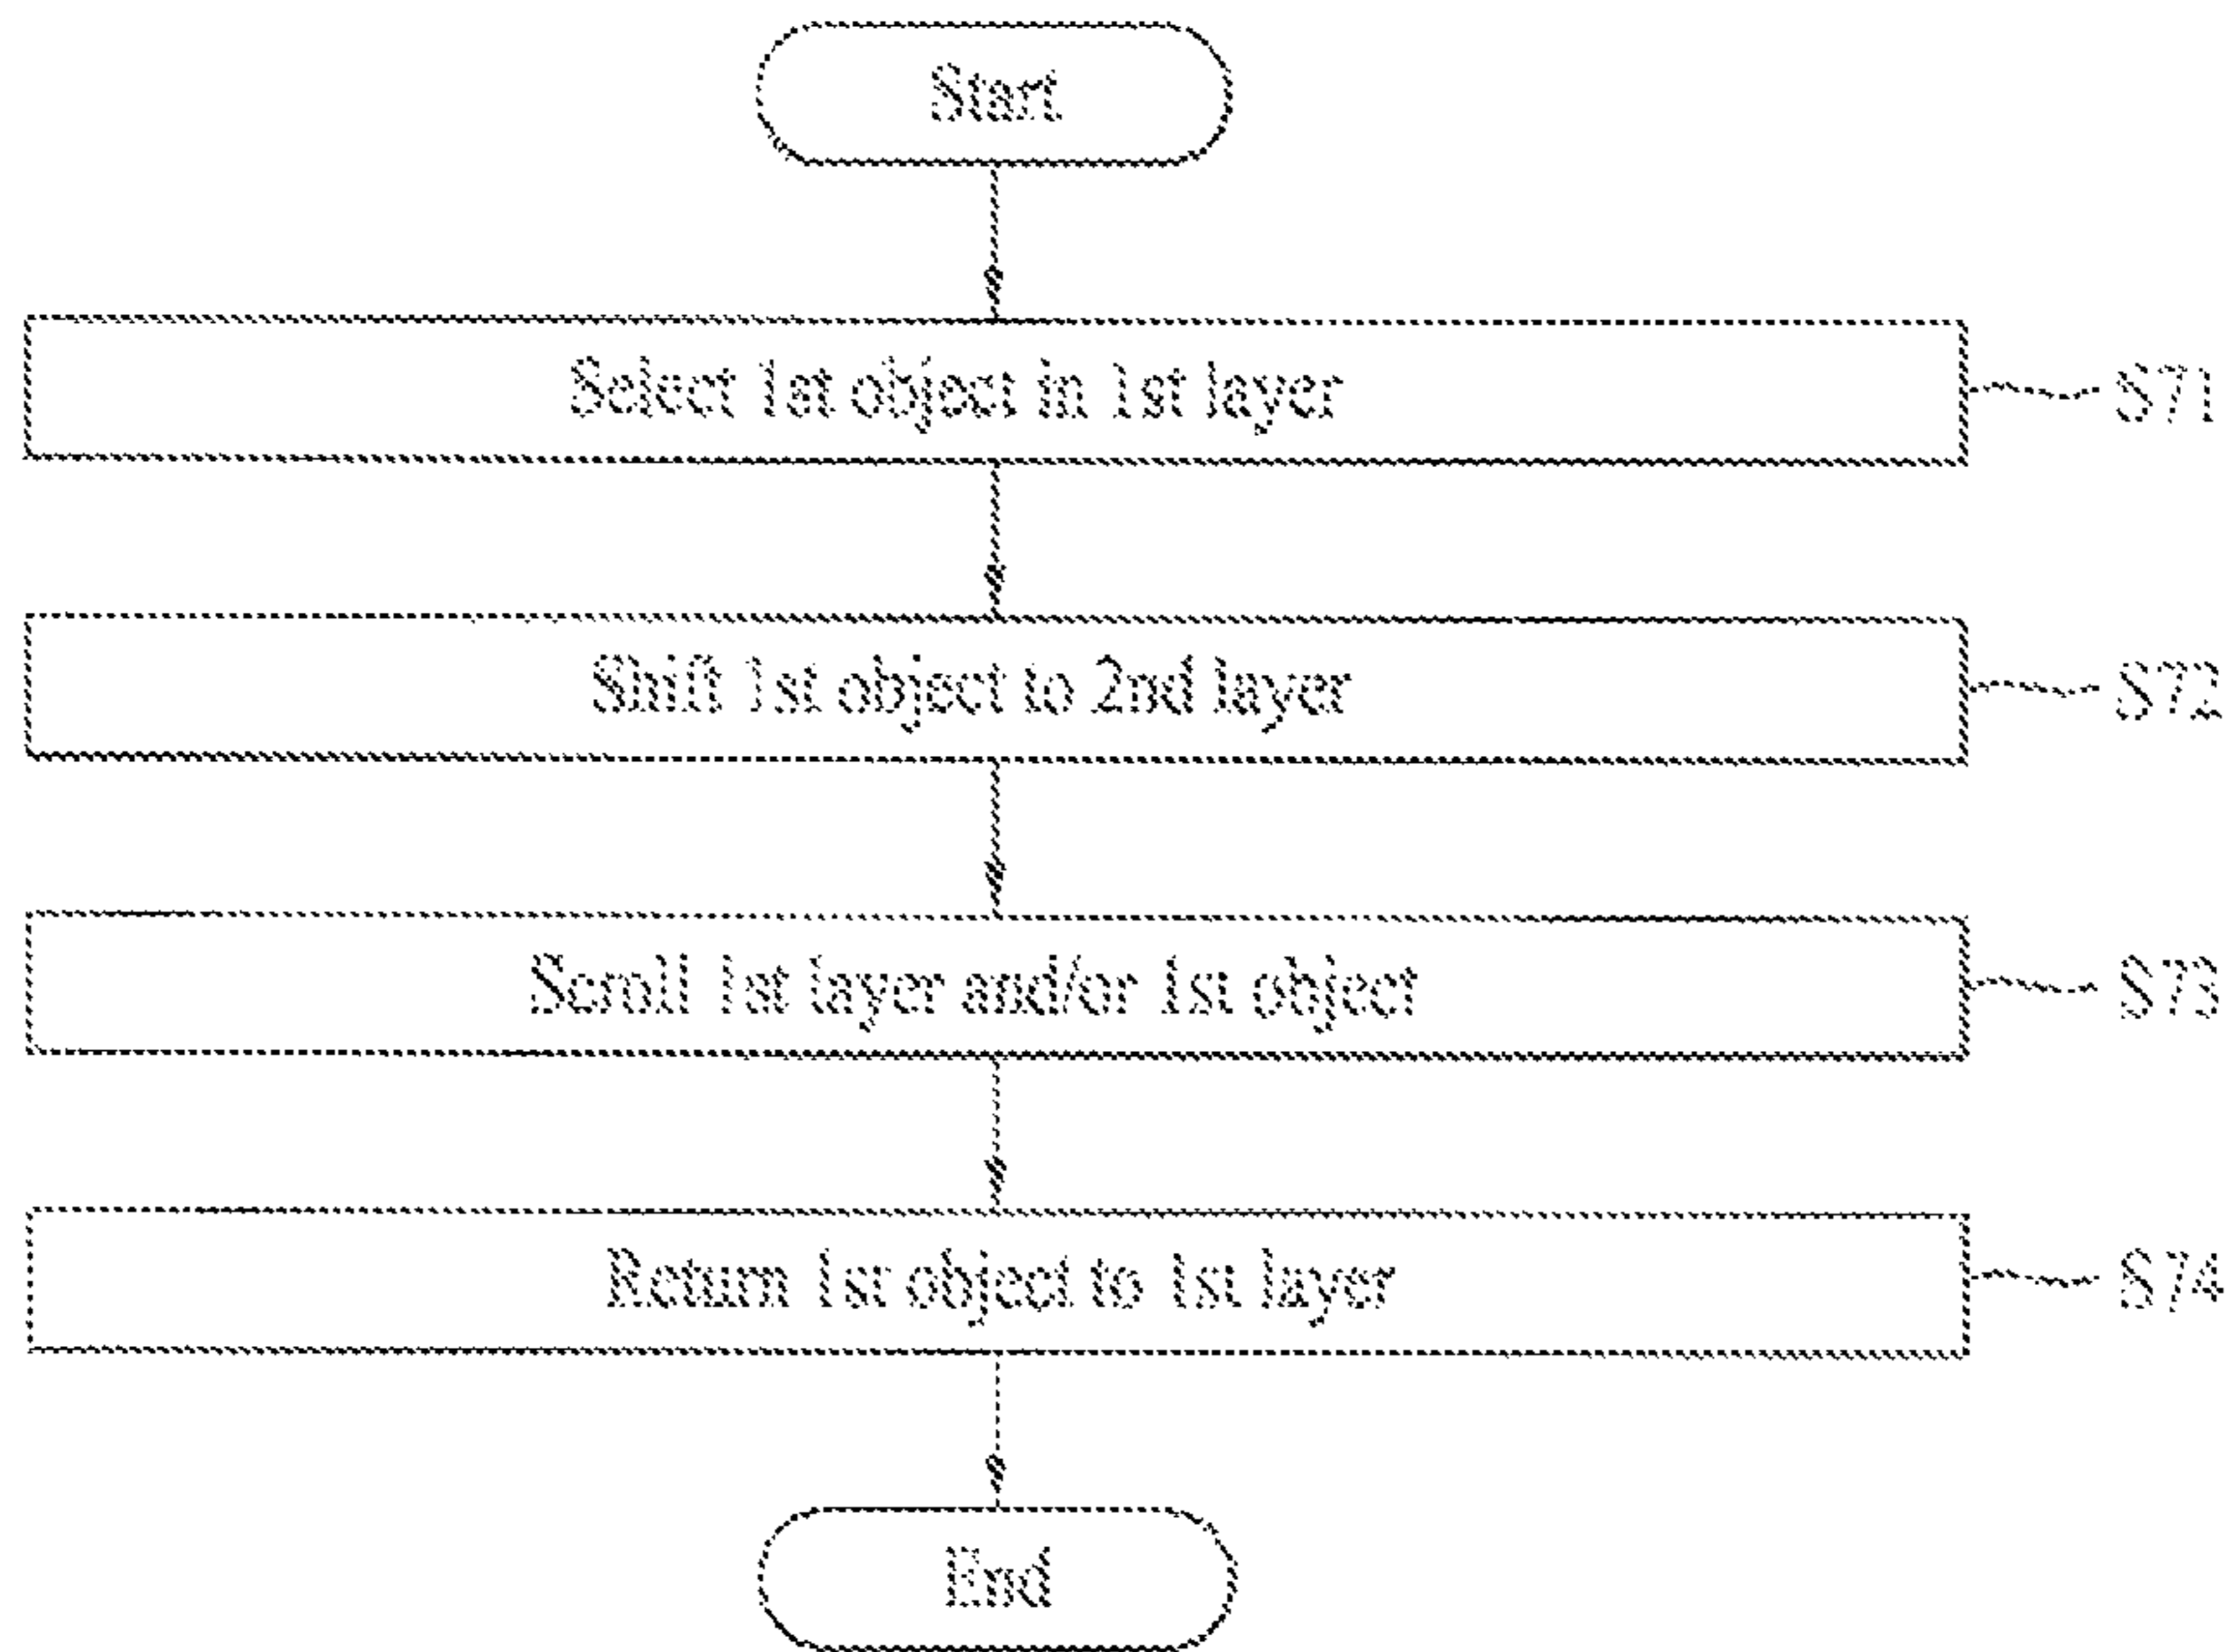 Start
Select 1st object in 1st layer
S71
Shift 1st object to 2nd layer
S72
Scroll 1st layer and/or 1st object
S73
Return 1st object to 1st layer
S74
End